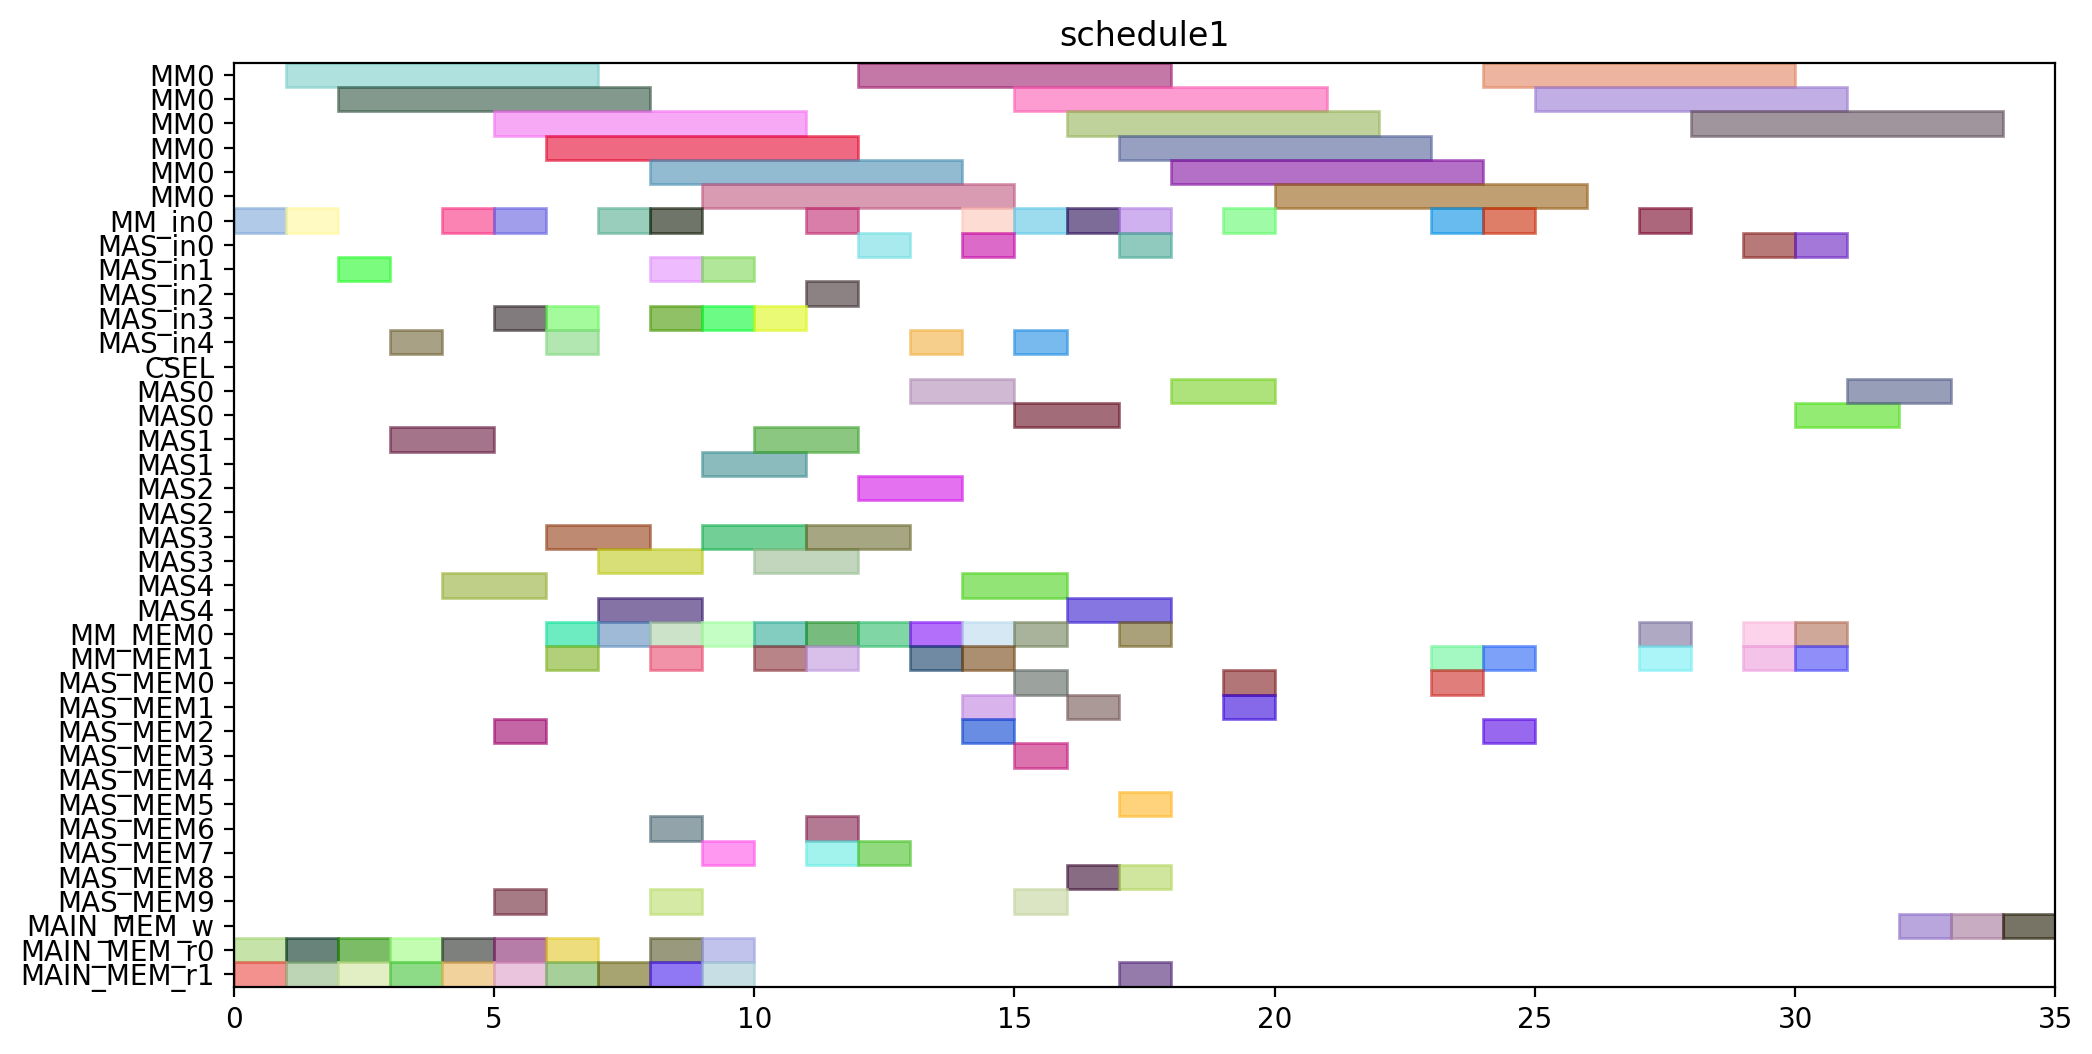 schedule1
MM0
MM0
MM0
MM0
MM0
MM0
MM_in0
MAS_in0
MAS_in1
MAS_in2
MAS_in3
MAS_in4
CSEL
MAS0
MAS0
MAS1
MAS1
MAS2
MAS2
MAS3
MAS3
MAS4
MAS4
MM_MEM0
MM_MEM1
MAS_MEM0
MAS_MEM1
MAS_MEM2
MAS_MEM3
MAS_MEM4
MAS_MEM5
MAS_MEM6
MAS_MEM7
MAS_MEM8
MAS_MEM9
MAIN_MEM_w
MAIN_MEM_r0
MAIN_MEM_r1
0 5 10 15 20 25 30 35